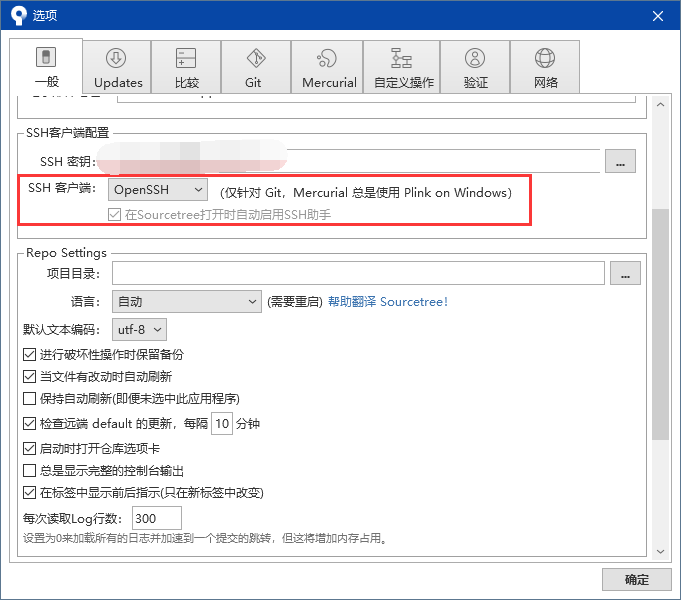 选项
一般
Updates
比较
Git
Mercurial
自定义操作
验证
网络
SSH客户端配置
SSH 密钥:
...
SSH 客户端:
OpenSSH
(仅针对 Git，Mercurial 总是使用 Plink on Windows)
在Sourcetree打开时自动启用SSH助手
Repo Settings
项目目录:
...
语言:
自动
(需要重启)
帮助翻译 Sourcetree!
默认文本编码:
utf-8
进行破坏性操作时保留备份
当文件有改动时自动刷新
保持自动刷新(即便未选中此应用程序)
检查远端 default 的更新，每隔 10 分钟
启动时打开仓库选项卡
总是显示完整的控制台输出
在标签中显示前后指示(只在新标签中改变)
每次读取Log行数:
300
设置为0来加载所有的日志并加速到一个提交的跳转，但这将增加内存占用。
确定